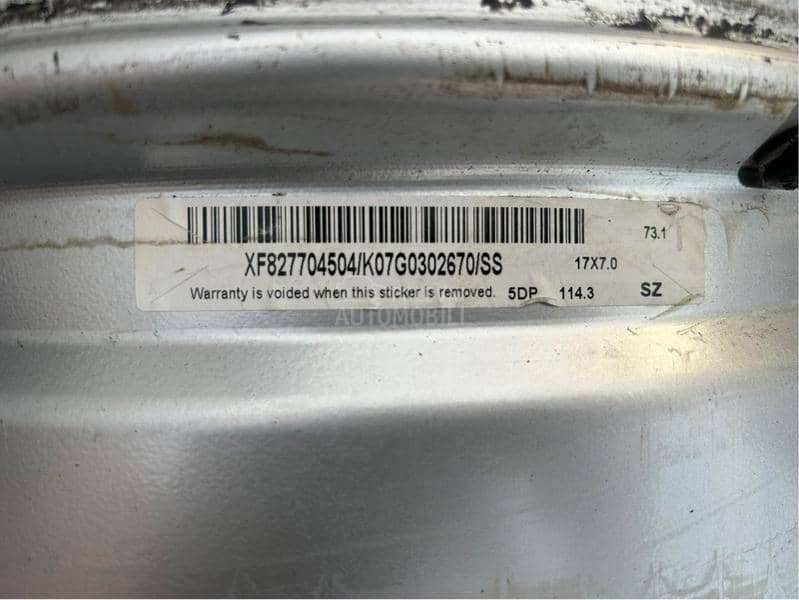 73.1
XF827704504/K07G0302670/SS 17X7.0
Warranty is voided when this sticker is removed. 5DP 114.3 SZ
AUTOMOBILI